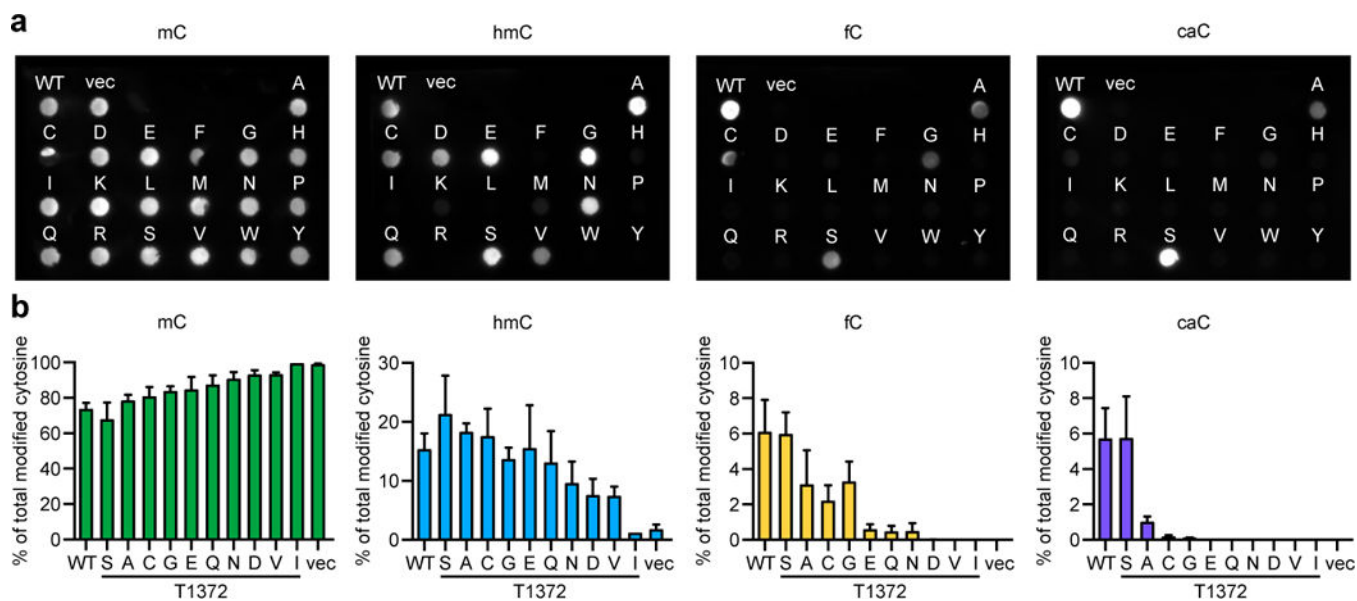 a
mC hmC fC caC
WT vec A WT vec A WT vec A WT vec A
C D E F G H C D E F G H C D E F G H C D E F G H
I K L M N P I K L M N P I K L M N P I K L M N P
Q R S V W Y Q R S V W Y Q R S V W Y Q R S V W Y
b
mC hmC fC caC
% of total modified cytosine
100
80
60
40
20
0
WT S A C G E Q N D V I vec
T1372
% of total modified cytosine
30
20
10
0
WT S A C G E Q N D V I vec
T1372
% of total modified cytosine
10
8
6
4
2
0
WT S A C G E Q N D V I vec
T1372
% of total modified cytosine
10
8
6
4
2
0
WT S A C G E Q N D V I vec
T1372